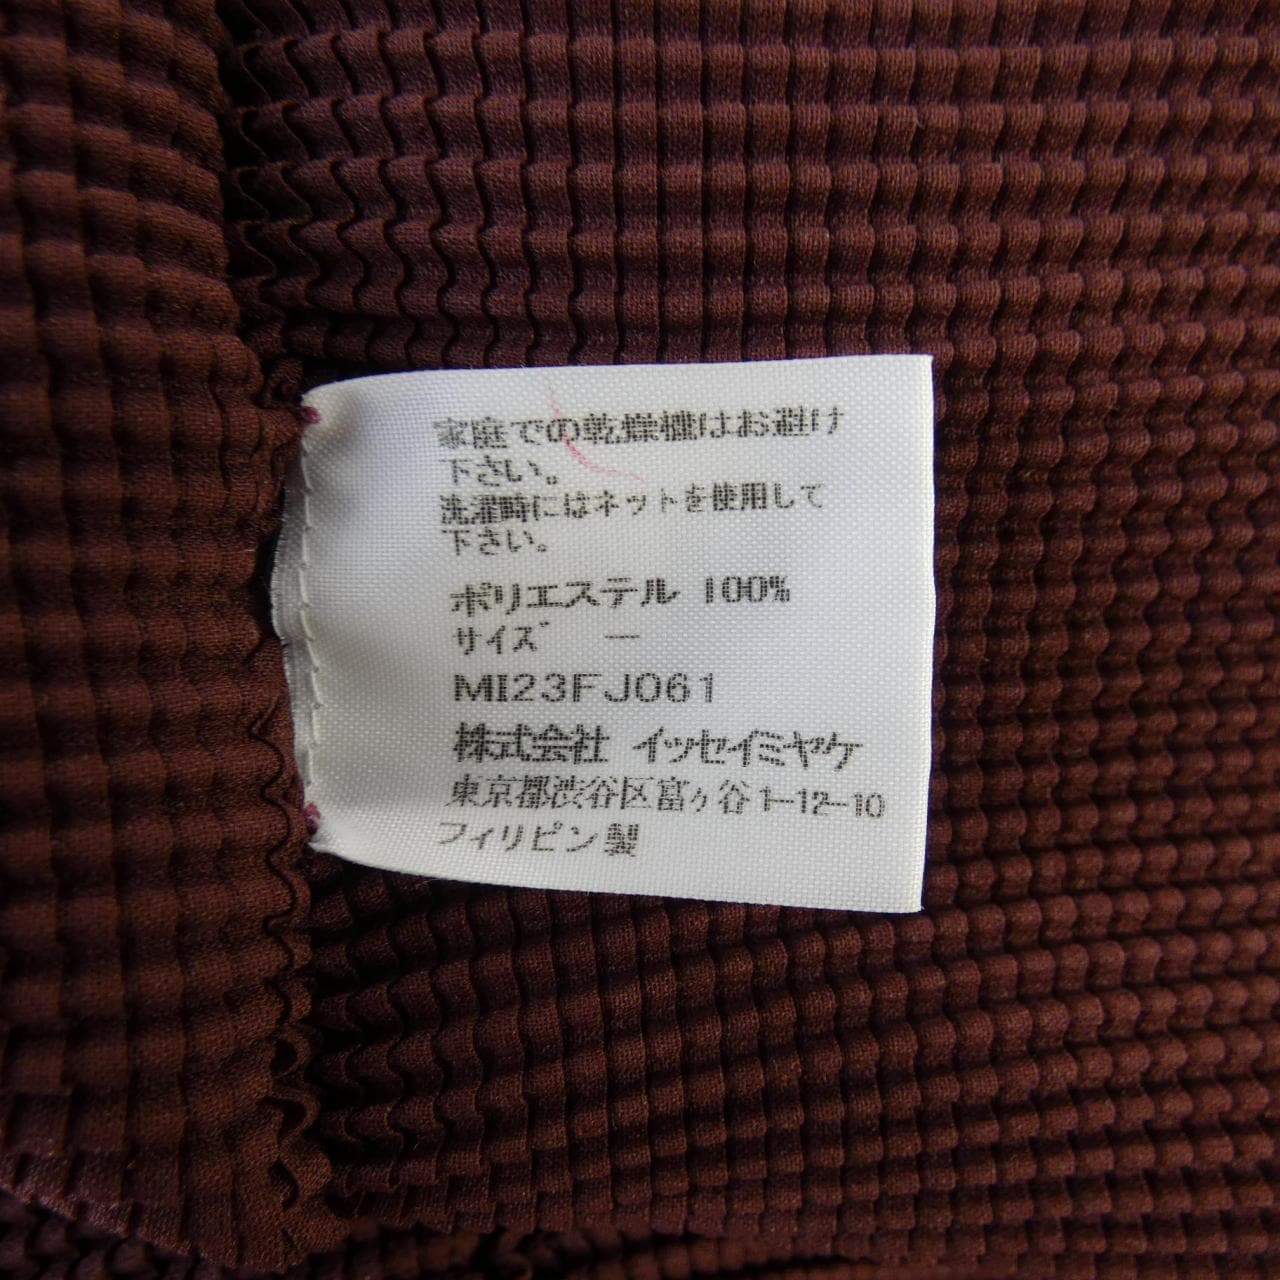 家庭での乾燥機はお避け
下さい。
洗濯時にはネットを使用して
下さい。
ポリエステル 100%
サイズ ー
MI23FJ061
株式会社 イッセイミヤケ
東京都渋谷区富ヶ谷1-12-10
フィリピン製